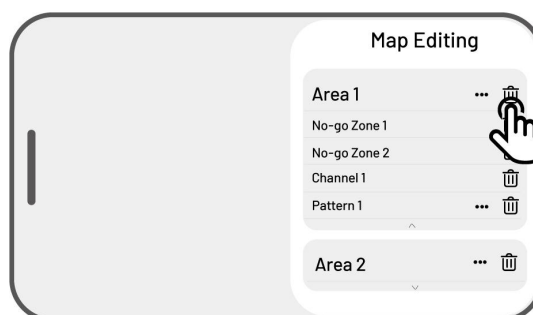 Map Editing
Area 1 •••
No-go Zone 1
No-go Zone 2
Channel 1
Pattern 1 •••
Area 2 •••